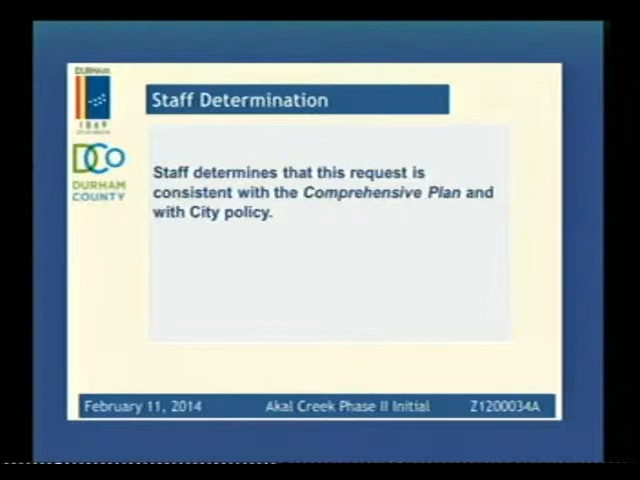 DURHAM
1869
DCO
DURHAM
COUNTY
Staff Determination
Staff determines that this request is
consistent with the Comprehensive Plan and
with City policy.
February 11, 2014 Akal Creek Phase II Initial Z1200034A